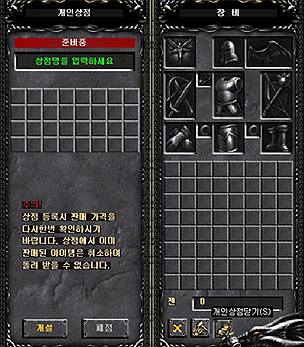 개인상점
준비중
상점명을 입력하세요
주의!
상점 등록시 판매 가격을
다시한번 확인하시기
바랍니다. 상점에서 이미
판매된 아이템은 취소하여
돌려 받을 수 없습니다.
개설
폐점
장 비
젠 0
개인상점닫기(S)